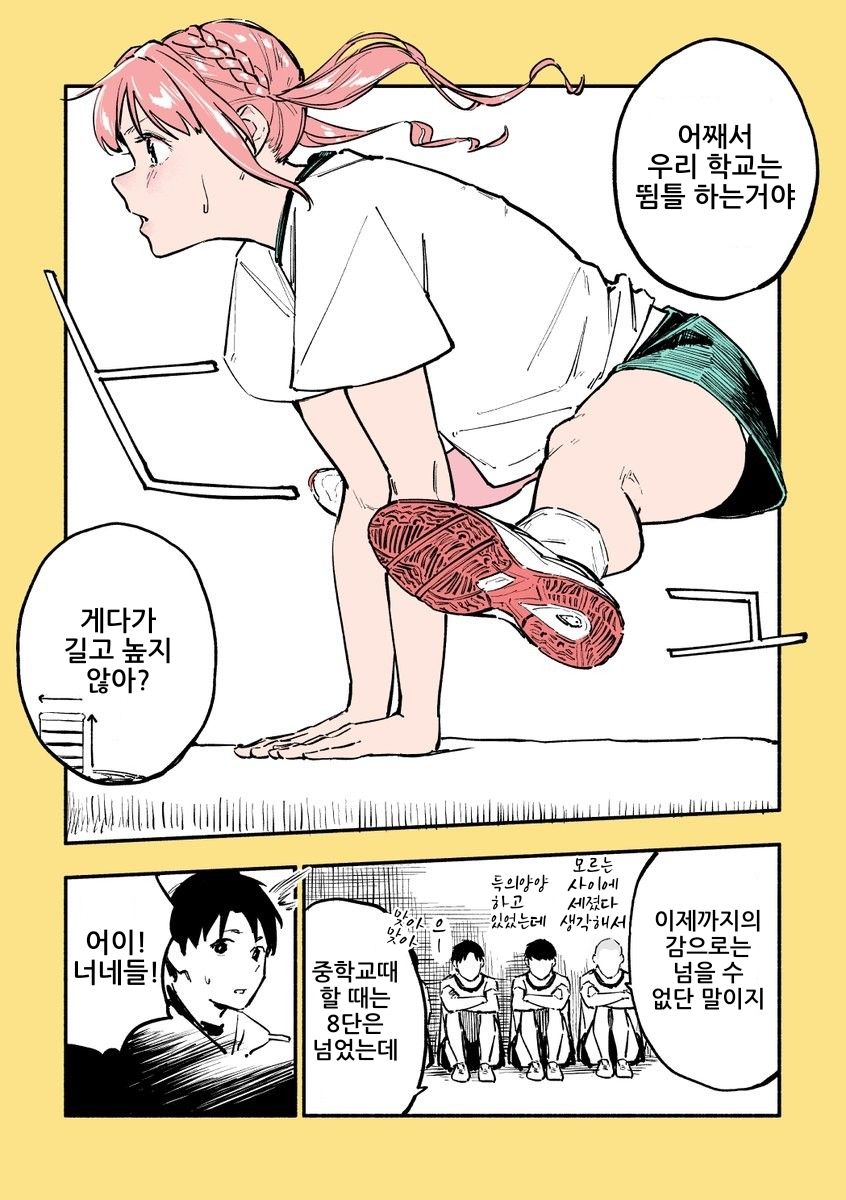 어째서
우리 학교는
뜀틀 하는거야
게다가
길고 높지
않아?
이제까지의
감으로는
넘을 수
없단 말이지
모르는
사이에
세졌다
생각해서
득의양양
하고
있었는데
으ㅡ
맞아
맞아
중학교때
할 때는
8단은
넘었는데
어이!
너네들!